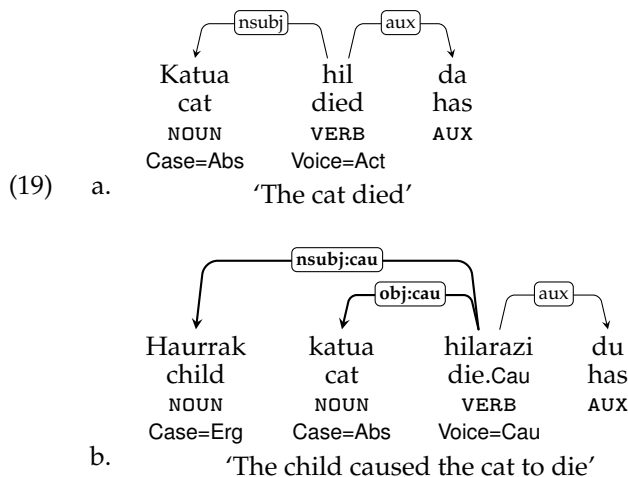 nsubj aux
Katua hil da
cat died has
NOUN VERB AUX
Case=Abs Voice=Act
(19) a. ‘The cat died’
nsubj:cau
obj:cau aux
Haurrak katua hilarazi du
child cat die.Cau has
NOUN NOUN VERB AUX
Case=Erg Case=Abs Voice=Cau
b. ‘The child caused the cat to die’